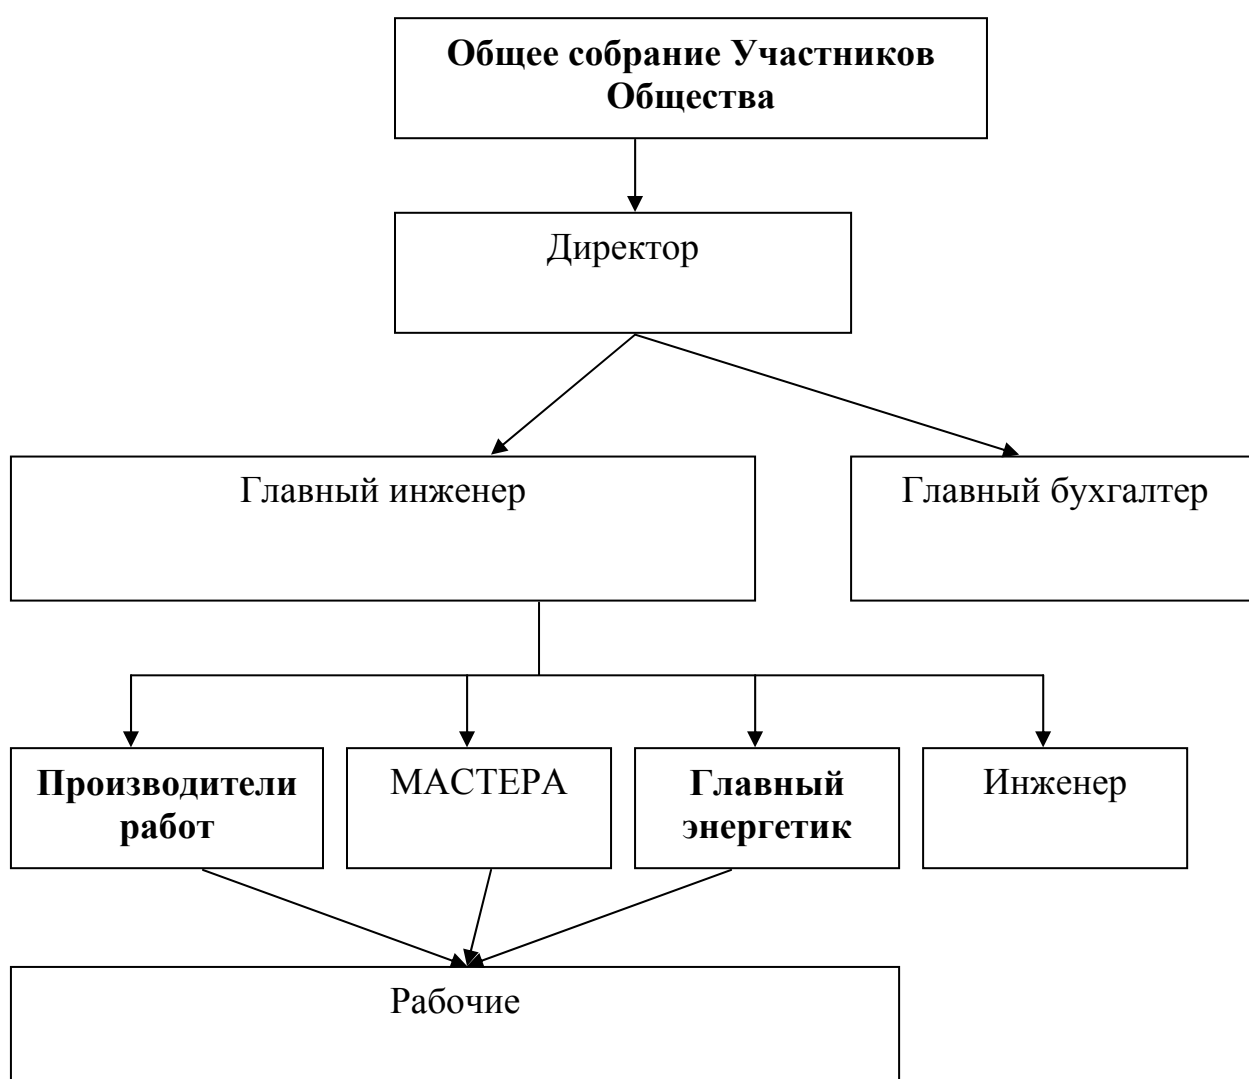 Общее собрание Участников
Общества
Директор
Главный инженер
Главный бухгалтер
Производители
работ
МАСТЕРА
Главный
энергетик
Инженер
Рабочие